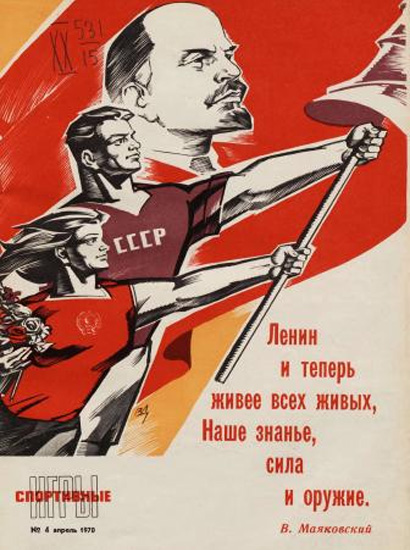 XX 531
15
СССР
Ленин
и теперь
живее всех живых,
Наше знанье,
сила
и оружие.
В. Маяковский
СПОРТИВНЫЕ
ИГРЫ
№ 4 апрель 1970